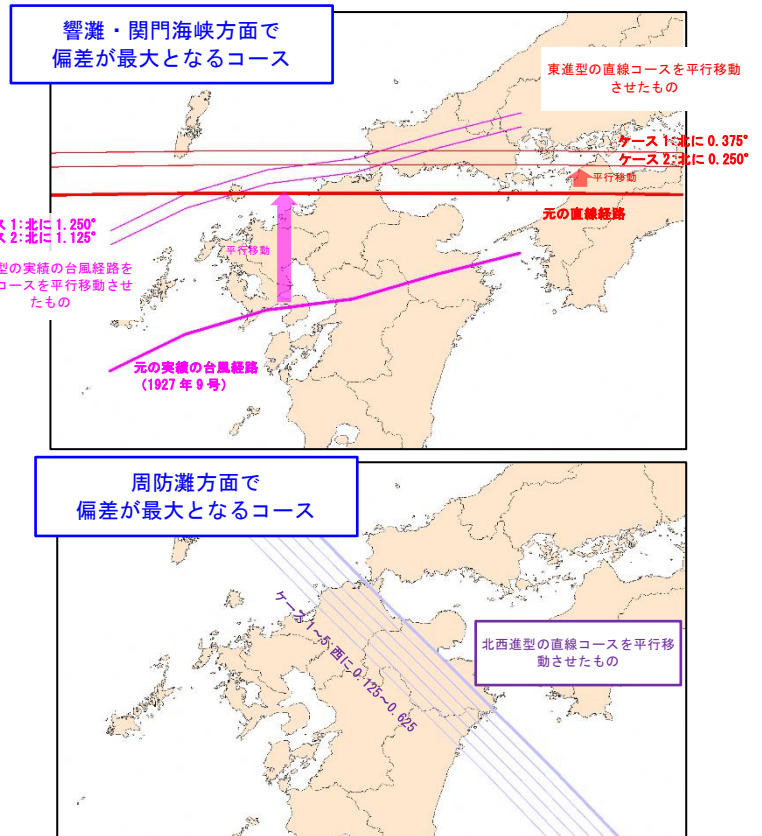 響灘・関門海峡方面で
偏差が最大となるコース
東進型の直線コースを平行移動
させたもの
ケース 1:北に 0.375°
ケース 2:北に 0.250°
平行移動
元の直線経路
ス 1:北に 1.250°
ス 2:北に 1.125°
平行移動
型の実績の台風経路を
コースを平行移動させ
たもの
元の実績の台風経路
(1927 年 9 号)
周防灘方面で
偏差が最大となるコース
ケース 1～5:西に 0.125～0.625
北西進型の直線コースを平行移
動させたもの